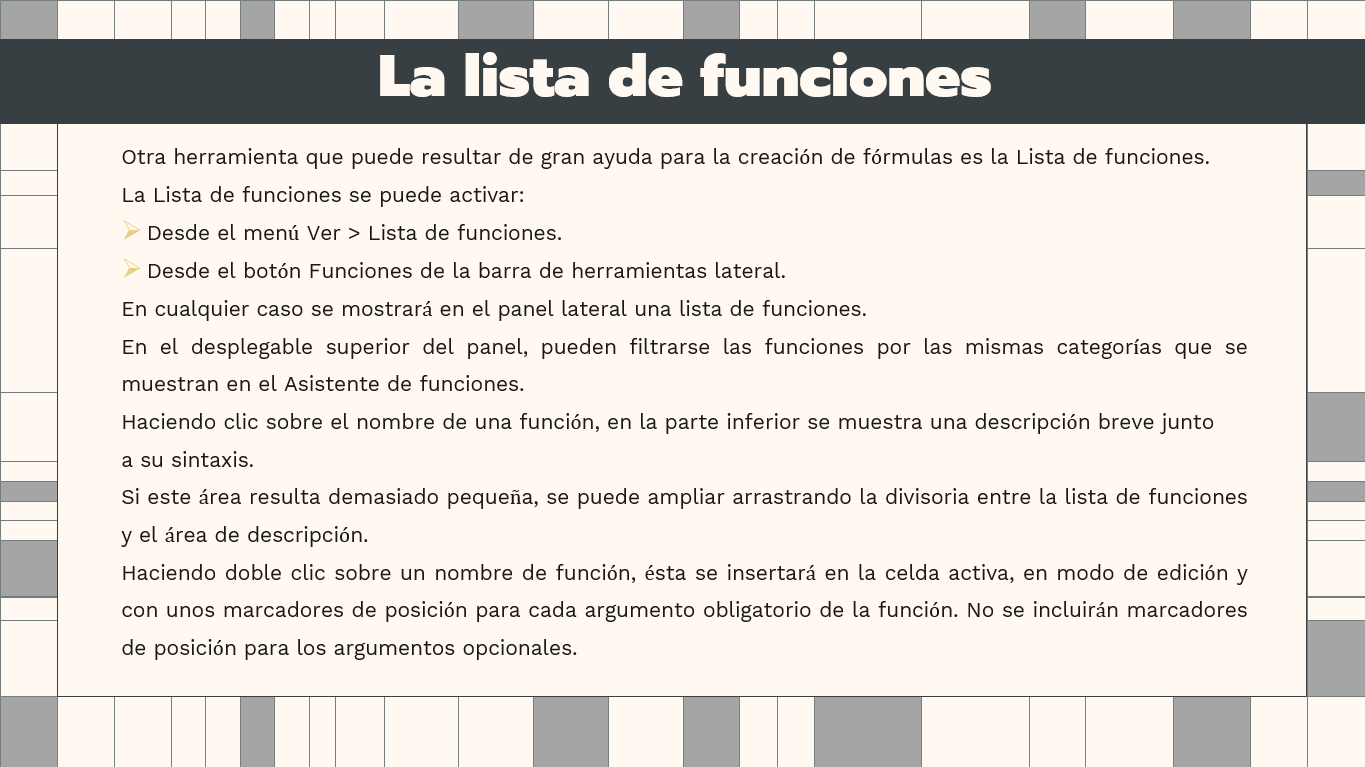 La lista de funciones
Otra herramienta que puede resultar de gran ayuda para la creación de fórmulas es la Lista de funciones.
La Lista de funciones se puede activar:
➢ Desde el menú Ver > Lista de funciones.
➢ Desde el botón Funciones de la barra de herramientas lateral.
En cualquier caso se mostrará en el panel lateral una lista de funciones.
En el desplegable superior del panel, pueden filtrarse las funciones por las mismas categorías que se
muestran en el Asistente de funciones.
Haciendo clic sobre el nombre de una función, en la parte inferior se muestra una descripción breve junto
a su sintaxis.
Si este área resulta demasiado pequeña, se puede ampliar arrastrando la divisoria entre la lista de funciones
y el área de descripción.
Haciendo doble clic sobre un nombre de función, ésta se insertará en la celda activa, en modo de edición y
con unos marcadores de posición para cada argumento obligatorio de la función. No se incluirán marcadores
de posición para los argumentos opcionales.